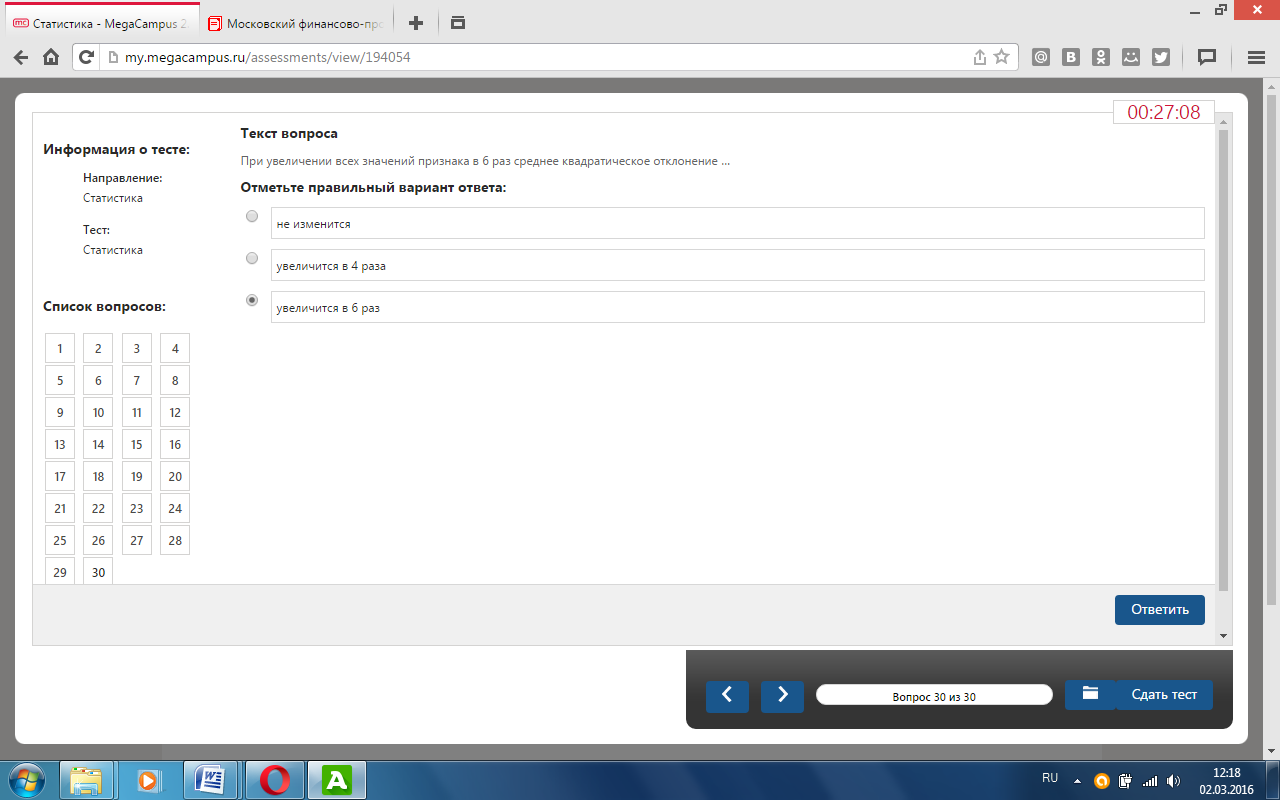 Статистика - MegaCampus 2
Московский финансово-пр
my.megacampus.ru/assessments/view/194054
00:27:08
Информация о тесте:
Направление:
Статистика
Тест:
Статистика
Список вопросов:
1 2 3 4
5 6 7 8
9 10 11 12
13 14 15 16
17 18 19 20
21 22 23 24
25 26 27 28
29 30
Текст вопроса
При увеличении всех значений признака в 6 раз среднее квадратическое отклонение ...
Отметьте правильный вариант ответа:
не изменится
увеличится в 4 раза
увеличится в 6 раз
Ответить
Вопрос 30 из 30
Сдать тест
RU
12:18
02.03.2016